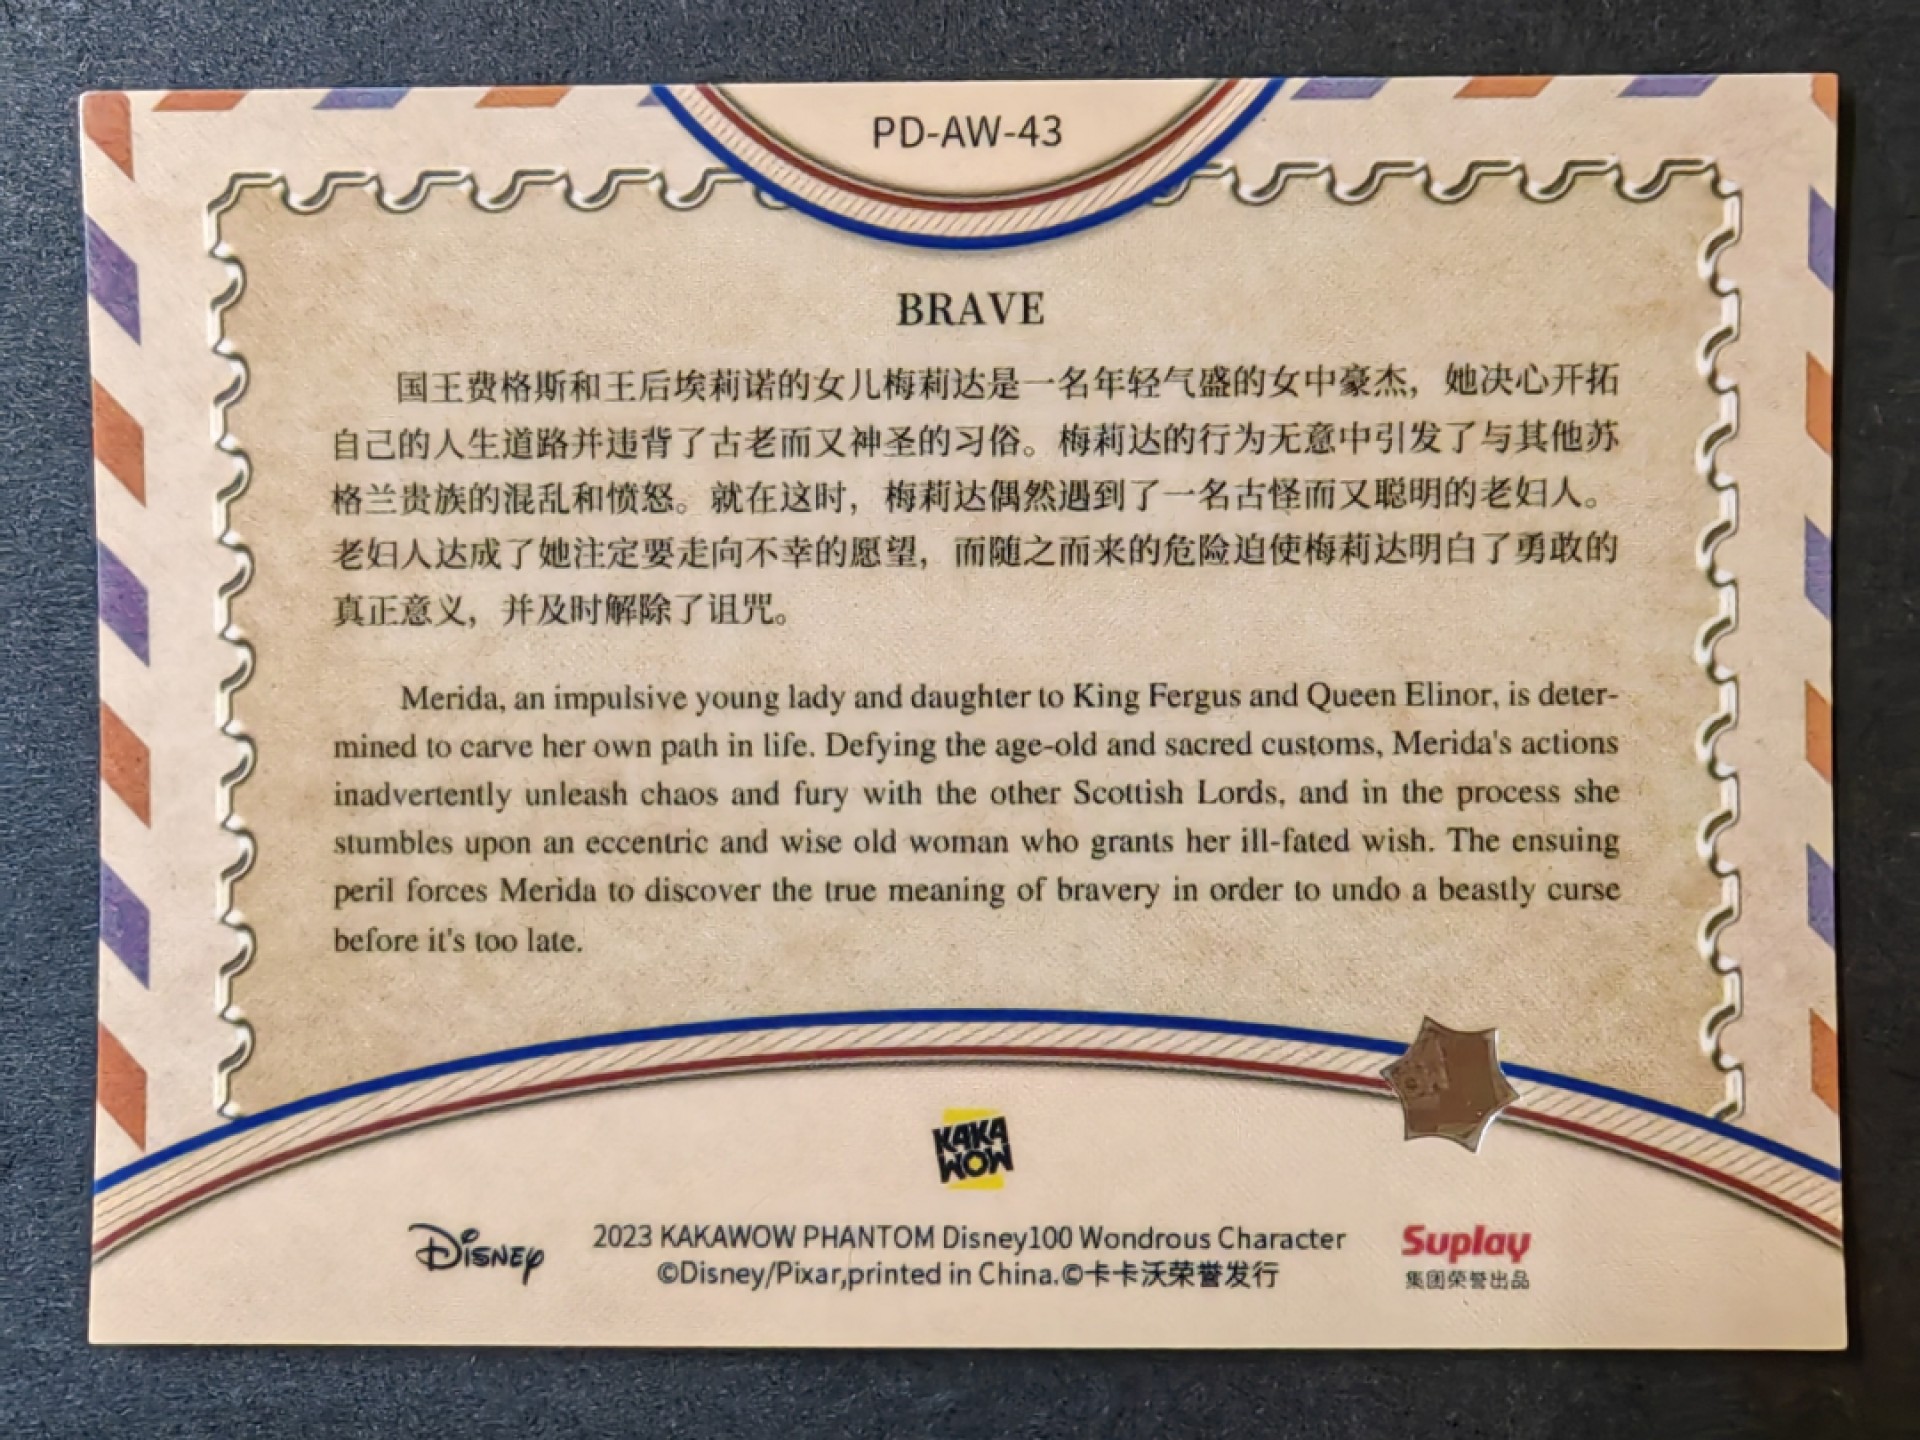 PD-AW-43
BRAVE
国王费格斯和王后埃莉诺的女儿梅莉达是一名年轻气盛的女中豪杰，她决心开拓
自己的人生道路并违背了古老而又神圣的习俗。梅莉达的行为无意中引发了与其他苏
格兰贵族的混乱和愤怒。就在这时，梅莉达偶然遇到了一名古怪而又聪明的老妇人。
老妇人达成了她注定要走向不幸的愿望，而随之而来的危险迫使梅莉达明白了勇敢的
真正意义，并及时解除了诅咒。
Merida, an impulsive young lady and daughter to King Fergus and Queen Elinor, is deter-
mined to carve her own path in life. Defying the age-old and sacred customs, Merida's actions
inadvertently unleash chaos and fury with the other Scottish Lords, and in the process she
stumbles upon an eccentric and wise old woman who grants her ill-fated wish. The ensuing
peril forces Merida to discover the true meaning of bravery in order to undo a beastly curse
before it's too late.
KAKA
WOW
Disney
2023 KAKAWOW PHANTOM Disney100 Wondrous Character
©Disney/Pixar,printed in China.©卡卡沃荣誉发行
Suplay
集团荣誉出品